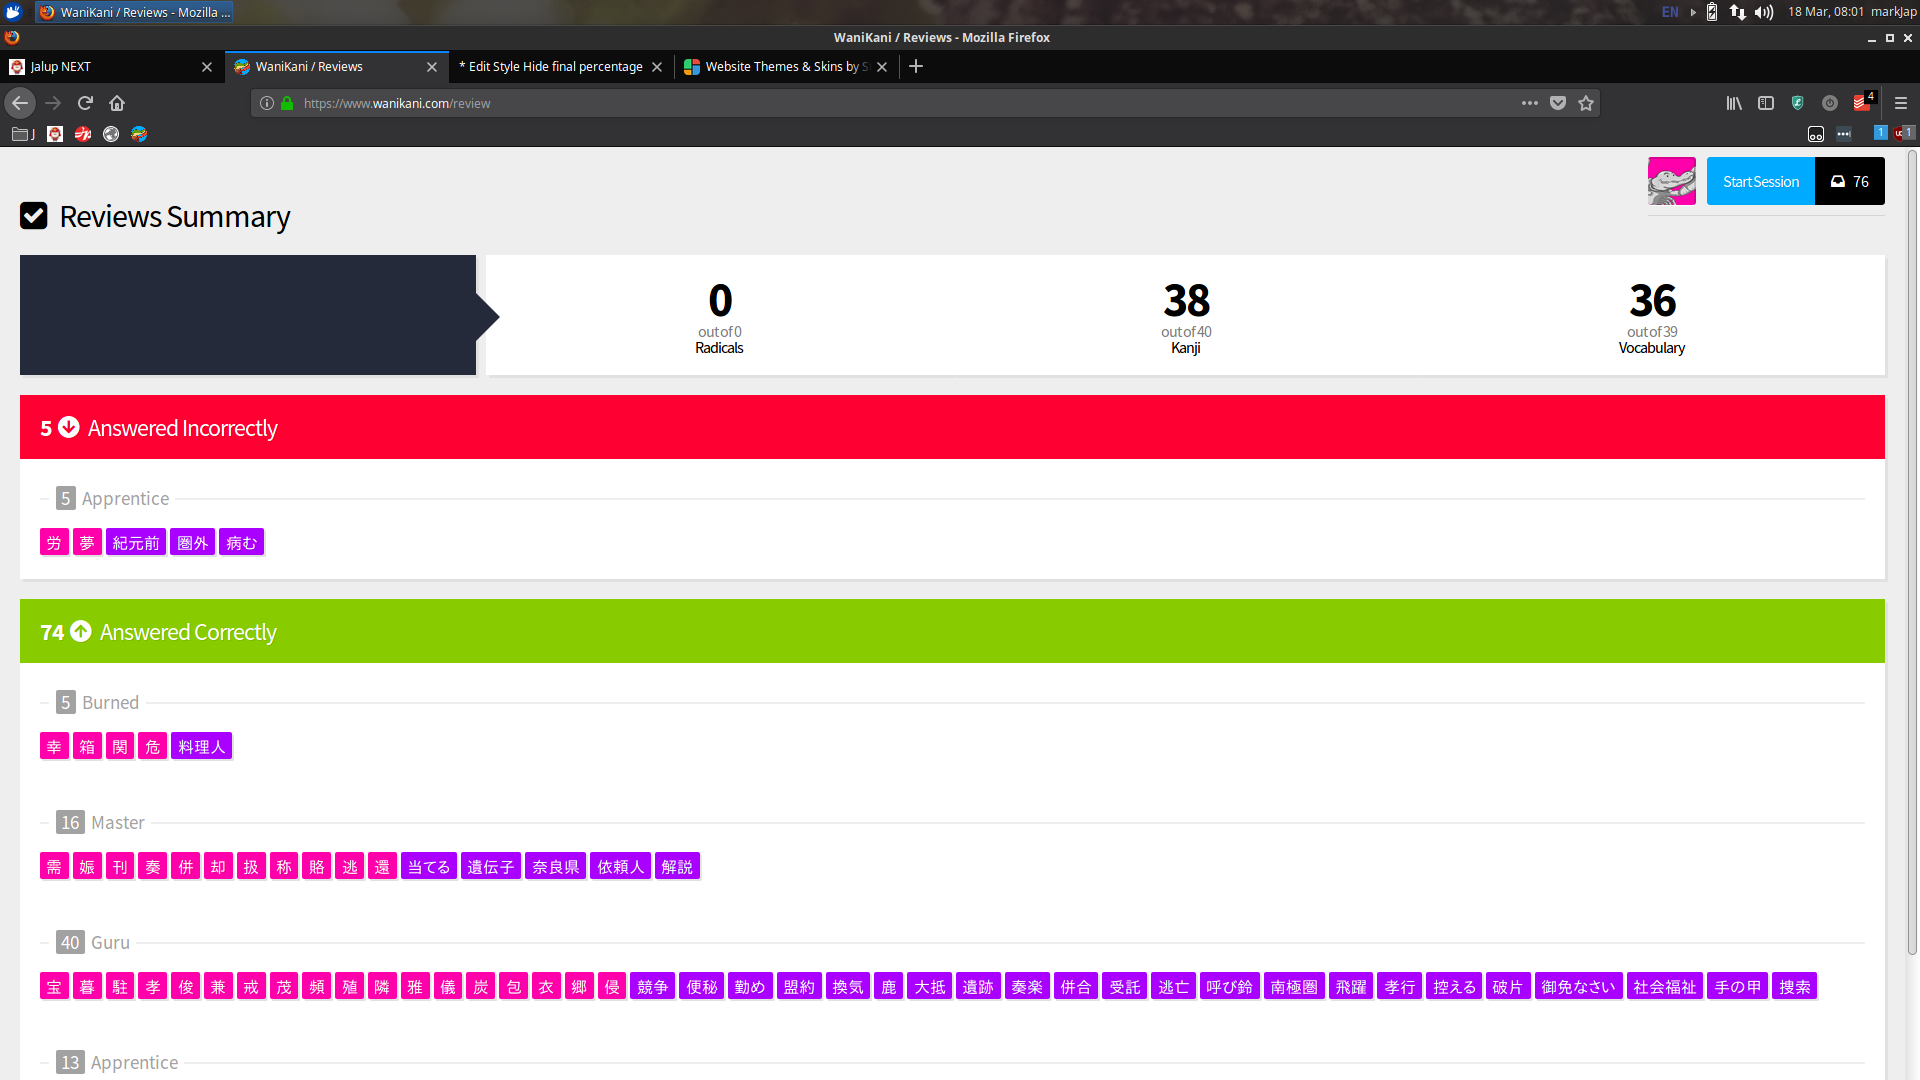 WaniKani / Reviews - Mozilla ...
EN
18 Mar, 08:01 markJap
WaniKani / Reviews - Mozilla Firefox
Jalup NEXT
WaniKani / Reviews
* Edit Style Hide final percentage
Website Themes & Skins by S
https://www.wanikani.com/review
4
J
1
1
Start Session
76
Reviews Summary
0
38
36
out of 0
out of 40
out of 39
Radicals
Kanji
Vocabulary
5 Answered Incorrectly
5 Apprentice
労 夢 紀元前 圏外 病む
74 Answered Correctly
5 Burned
幸 箱 関 危 料理人
16 Master
需 娠 刊 奏 併 却 扱 称 賂 逃 還 当てる 遺伝子 奈良県 依頼人 解説
40 Guru
宝 暮 駐 孝 俊 兼 戒 茂 頻 殖 隣 雅 儀 炭 包 衣 郷 侵 競争 便秘 勤め 盟約 換気 鹿 大抵 遺跡 奏楽 併合 受託 逃亡 呼び鈴 南極圏 飛躍 孝行 控える 破片 御免なさい 社会福祉 手の甲 捜索
13 Apprentice